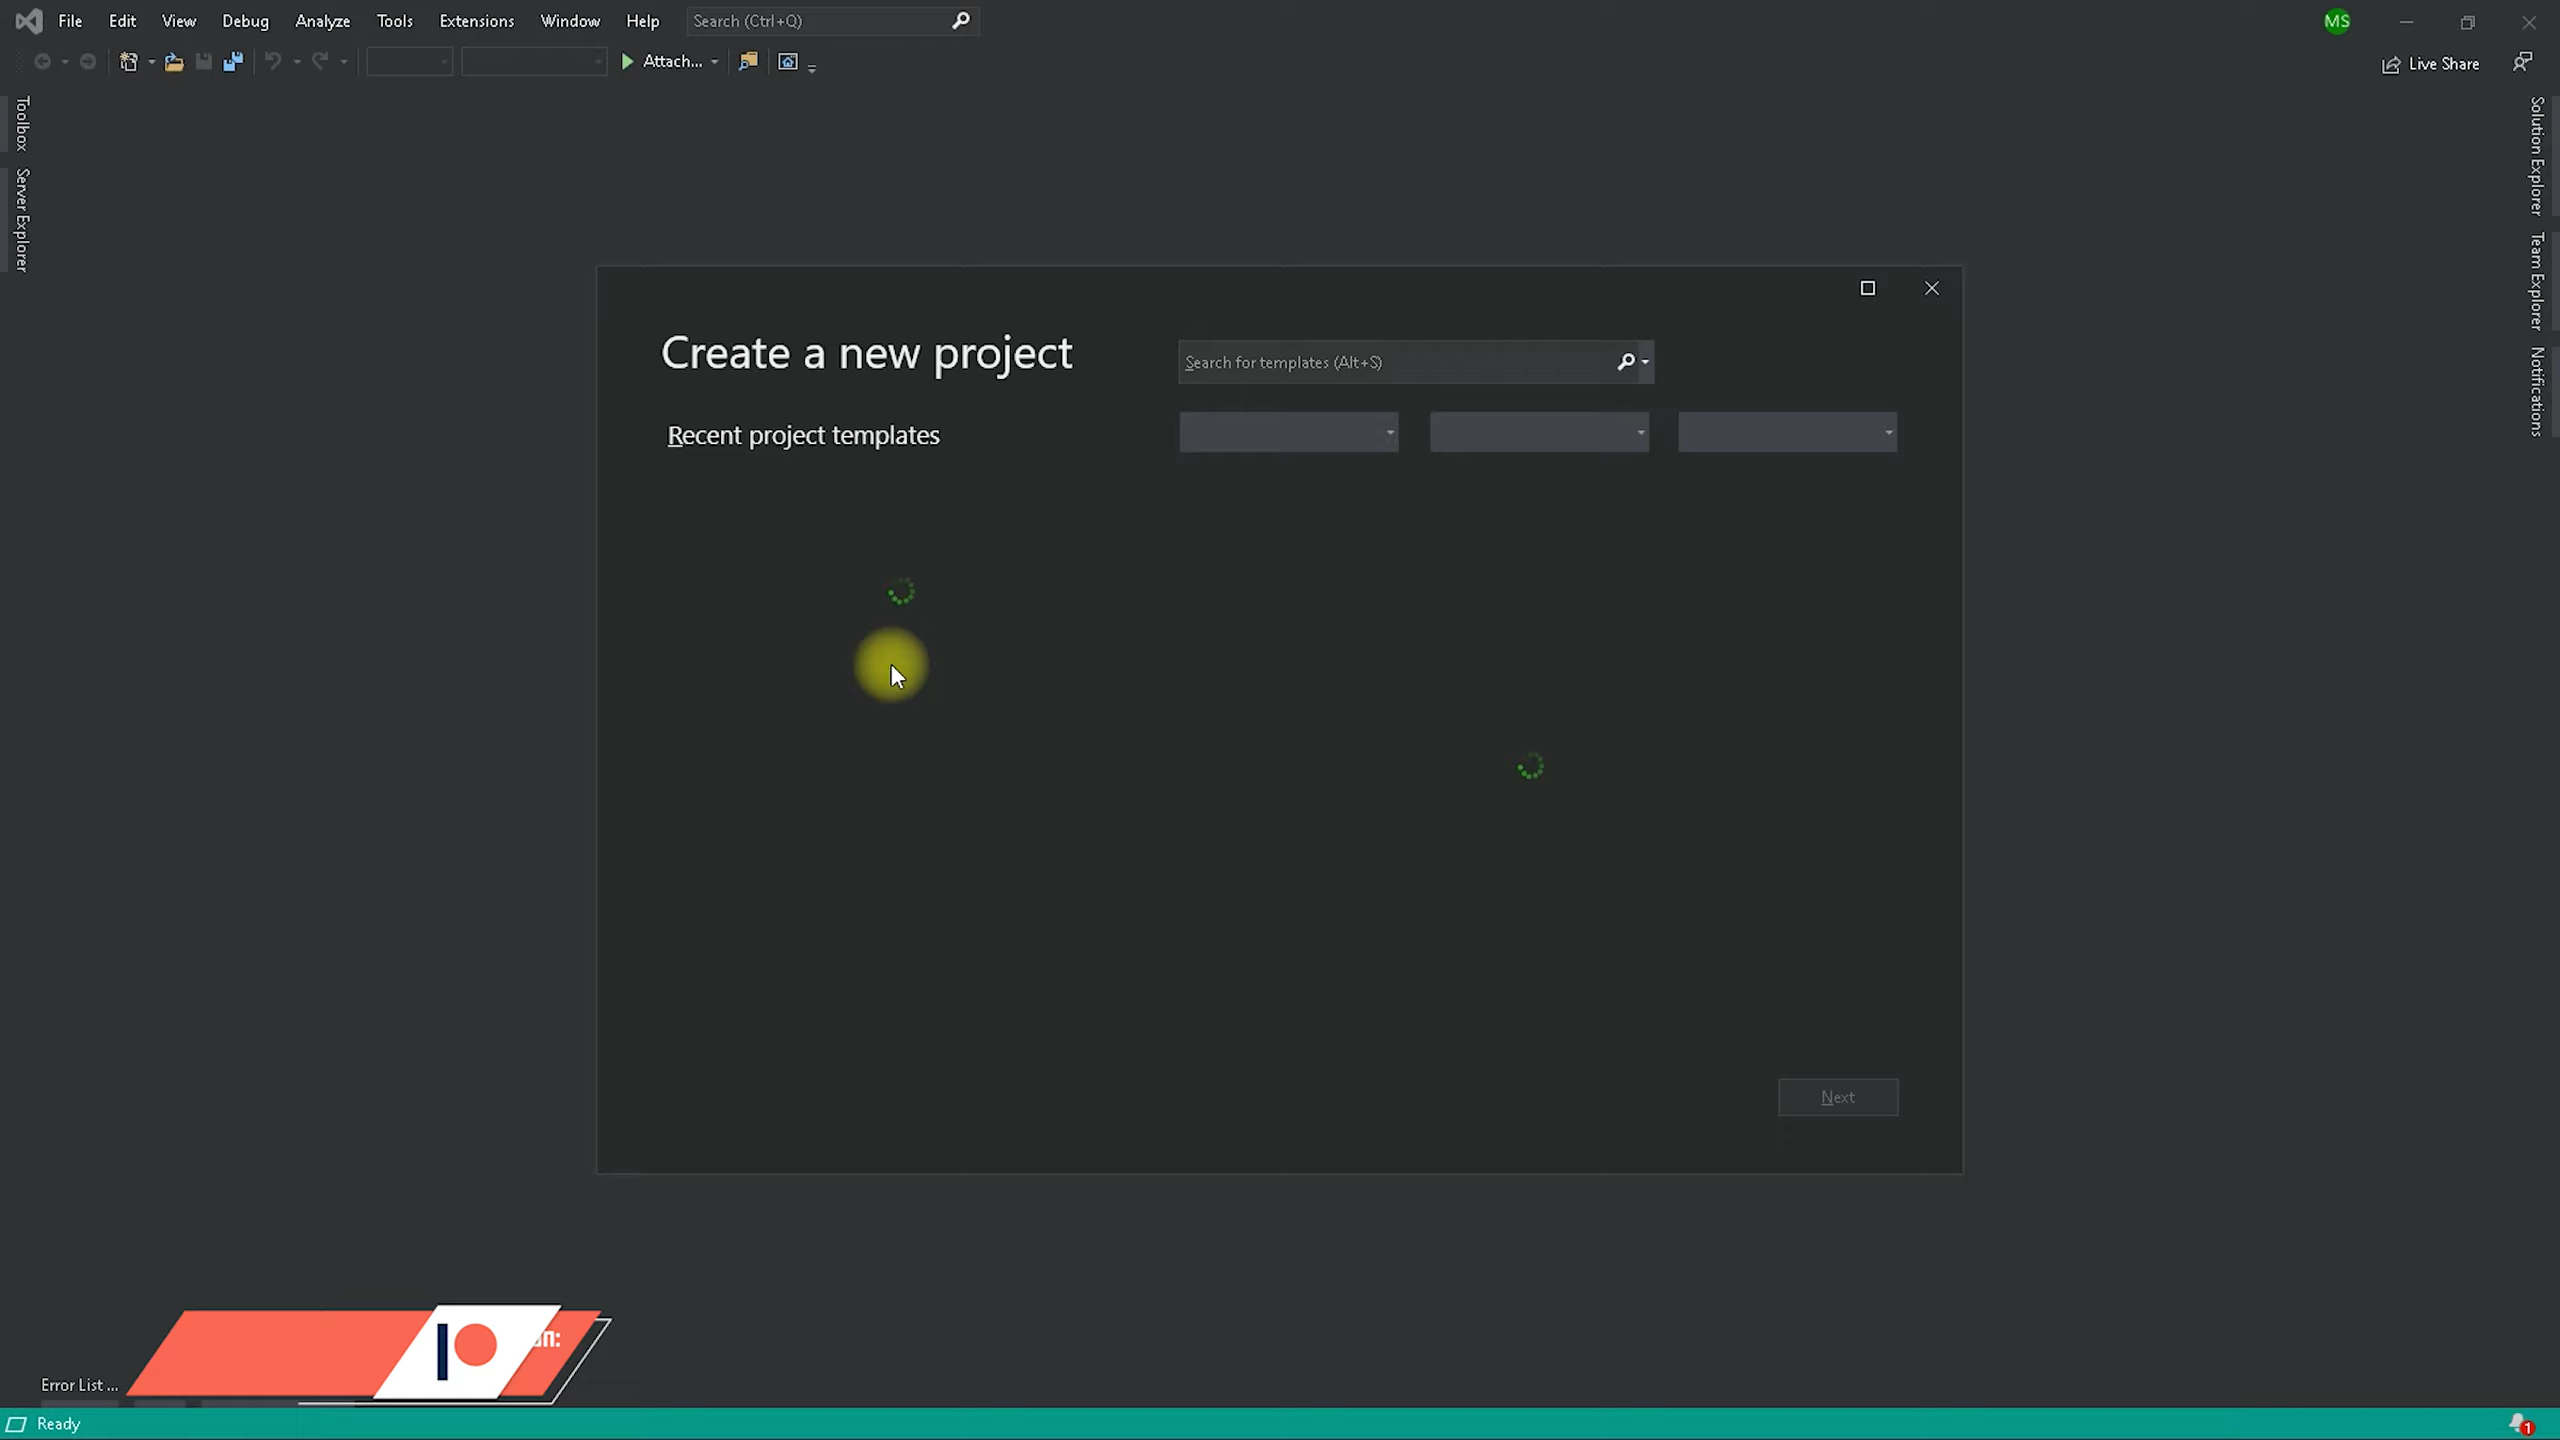 File Edit View Debug Analyze Tools Extensions Window Help Search (Ctrl+Q) MS
Attach... Live Share
Toolbox
Server Explorer
Solution Explorer
Team Explorer
Notifications
Create a new project
Search for templates (Alt+S)
Recent project templates
Next
Error List ...
Ready
1